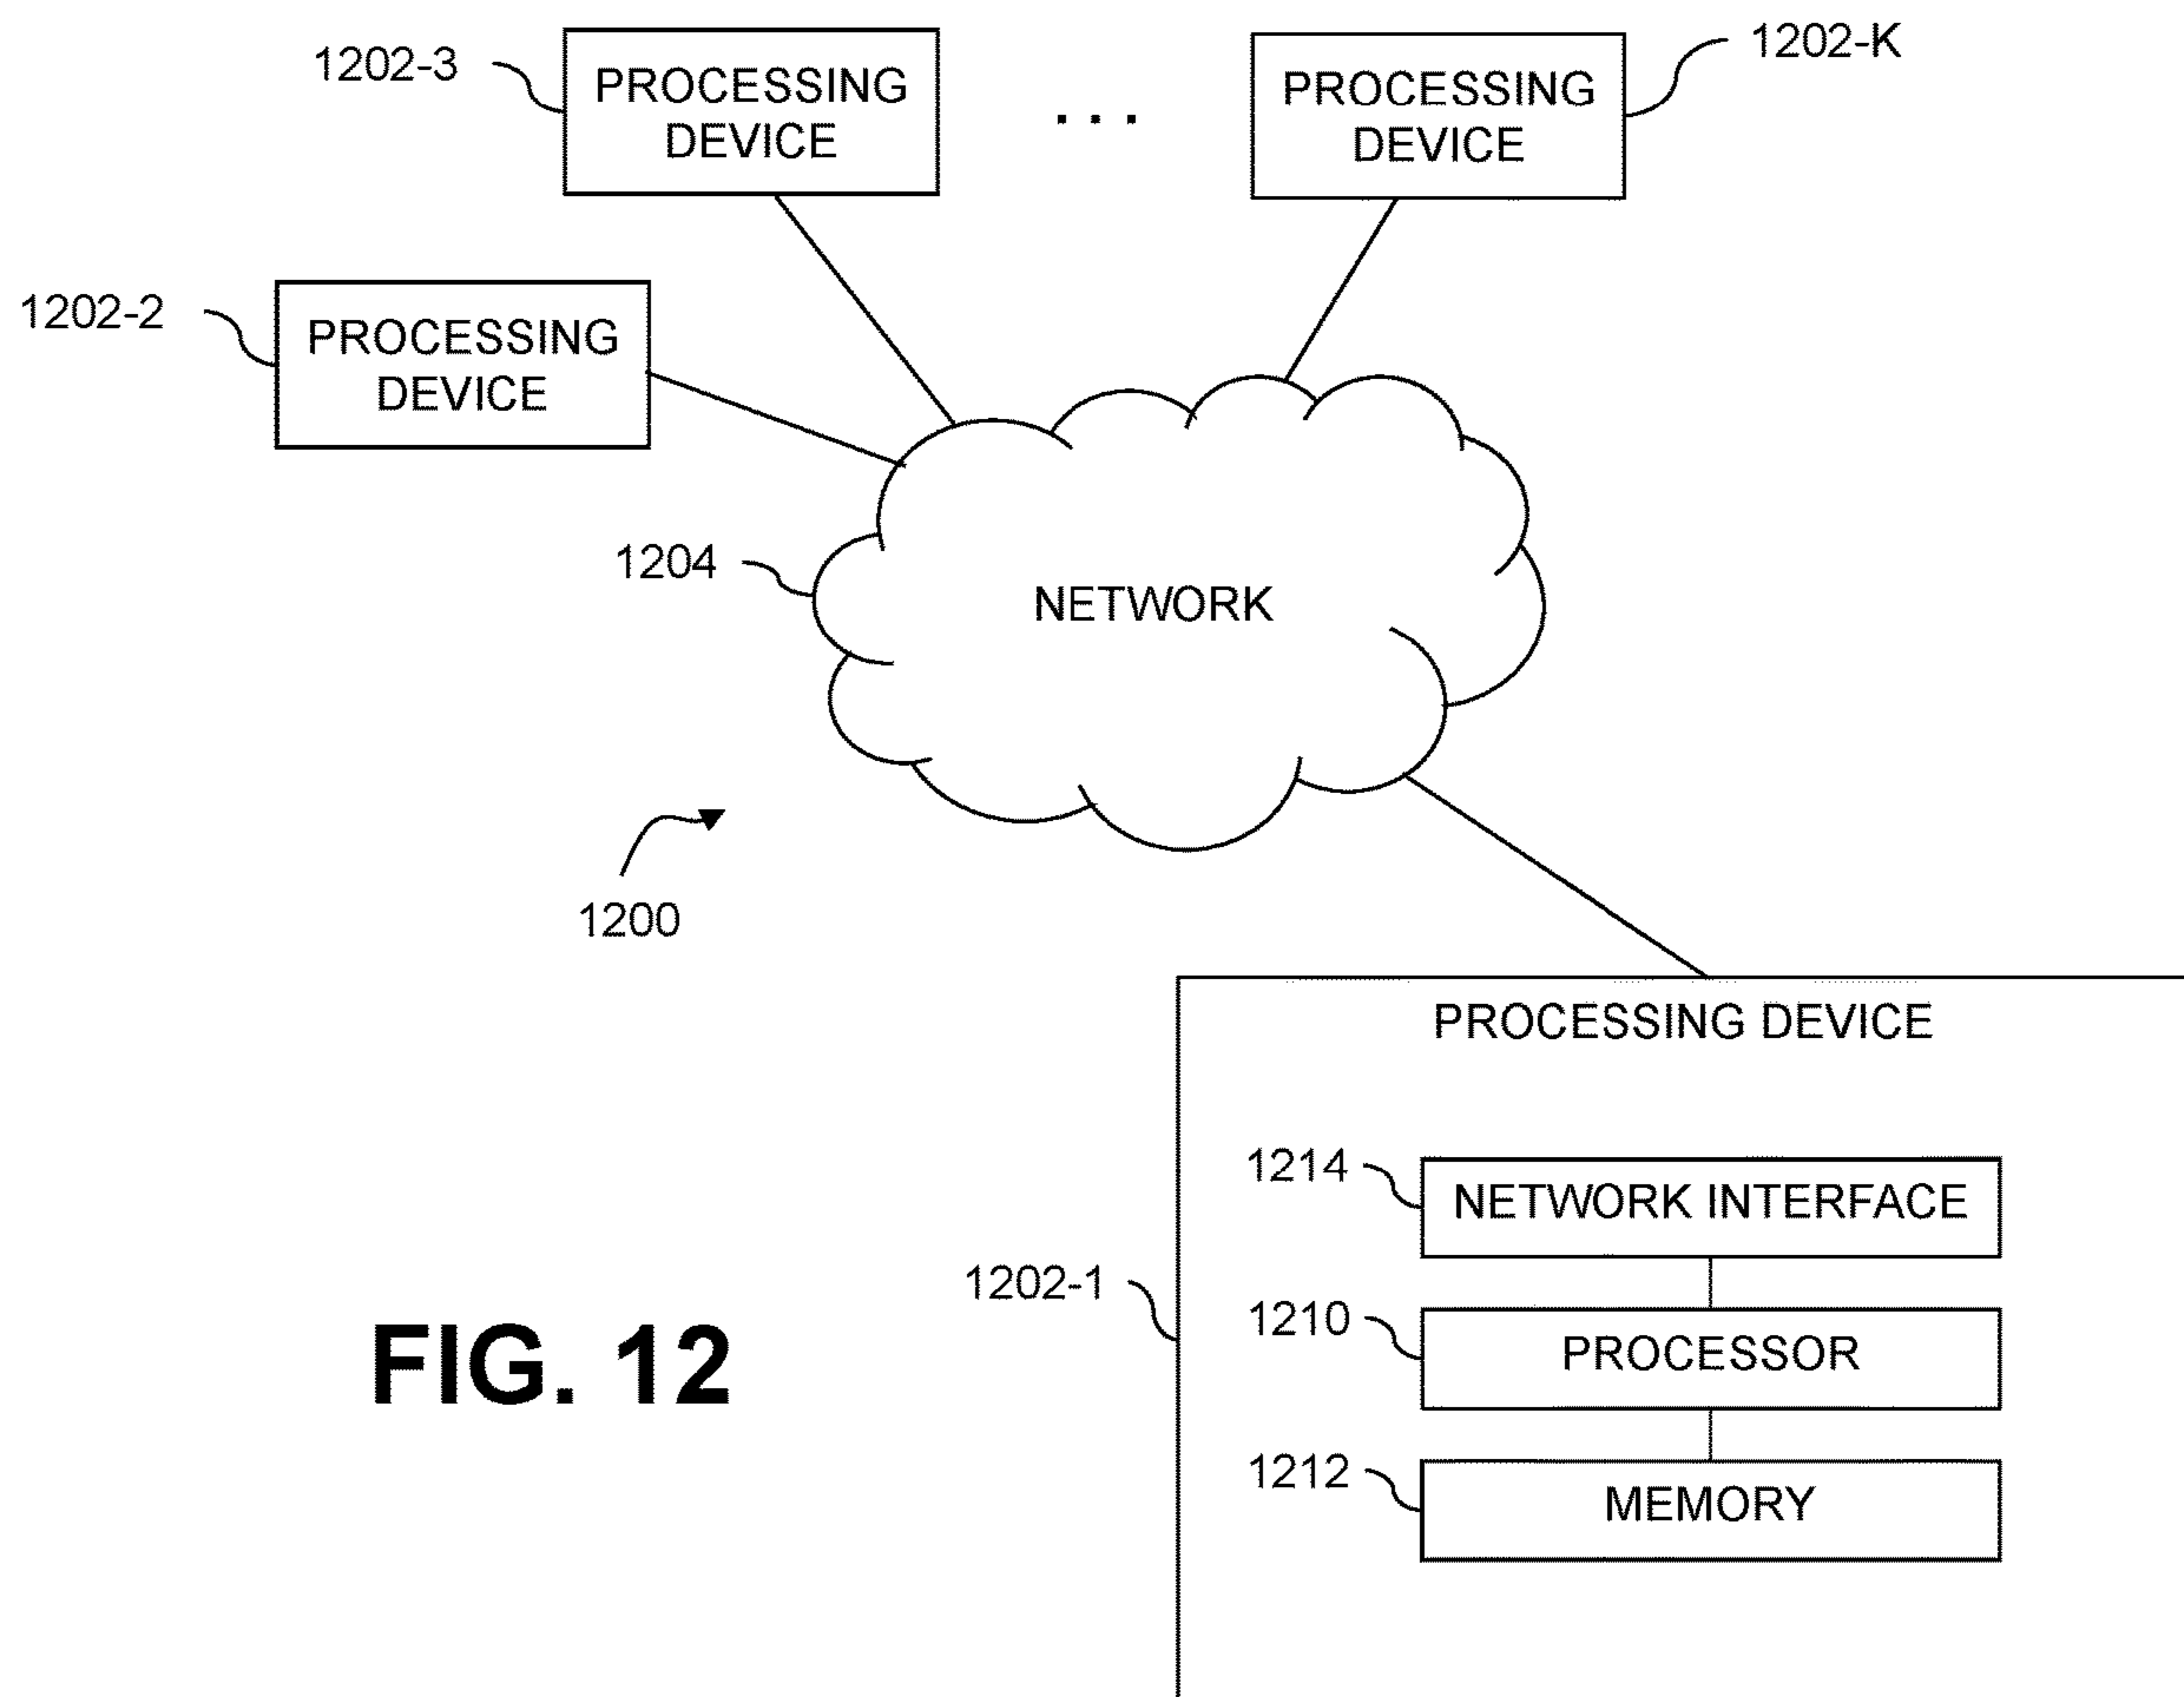 1202-3
PROCESSING
DEVICE
. . .
PROCESSING
DEVICE
1202-K
1202-2
PROCESSING
DEVICE
1204
NETWORK
1200
PROCESSING DEVICE
1214
NETWORK INTERFACE
1202-1
1210
PROCESSOR
1212
MEMORY
FIG. 12